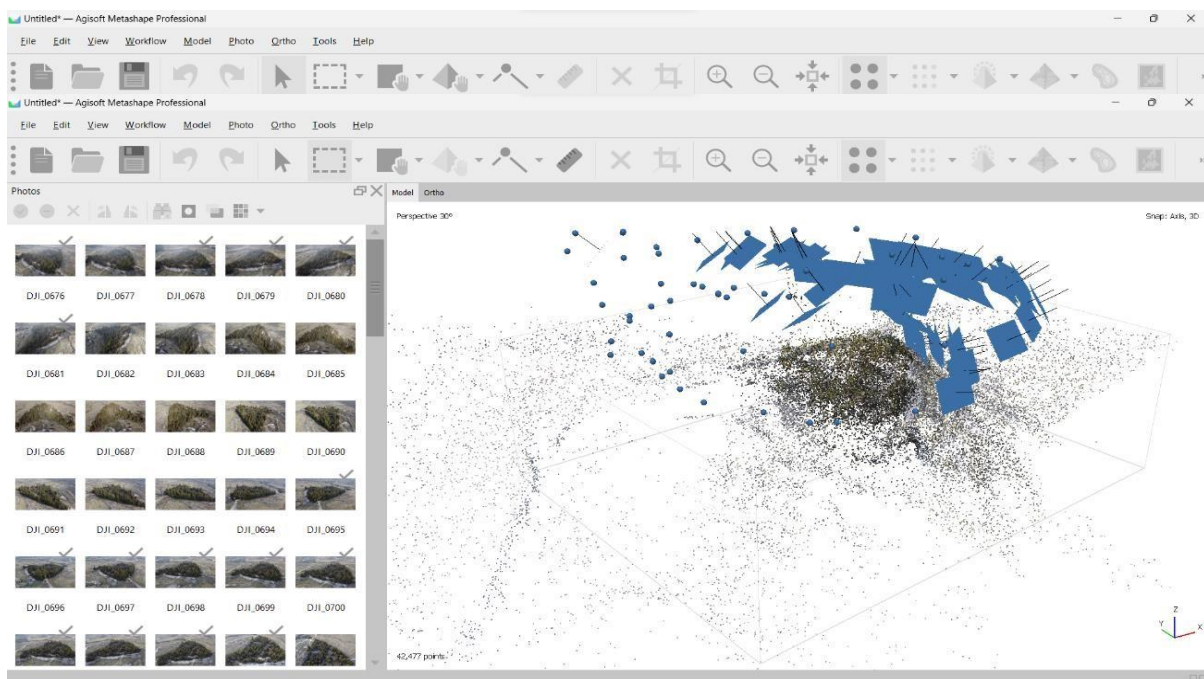 Untitled* — Agisoft Metashape Professional
File Edit View Workflow Model Photo Ortho Tools Help
Untitled* — Agisoft Metashape Professional
File Edit View Workflow Model Photo Ortho Tools Help
Photos
Model Ortho
Perspective 30°
Snap: Axis, 3D
DJI_0676 DJI_0677 DJI_0678 DJI_0679 DJI_0680
DJI_0681 DJI_0682 DJI_0683 DJI_0684 DJI_0685
DJI_0686 DJI_0687 DJI_0688 DJI_0689 DJI_0690
DJI_0691 DJI_0692 DJI_0693 DJI_0694 DJI_0695
DJI_0696 DJI_0697 DJI_0698 DJI_0699 DJI_0700
42,477 points
Z
Y
X